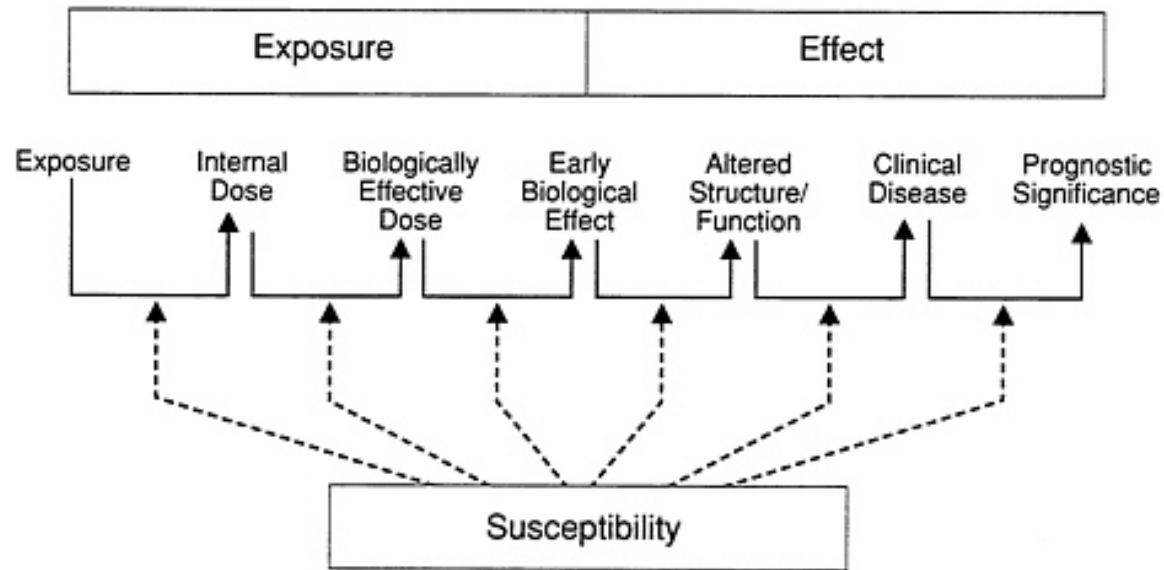 Exposure
Effect
Exposure
Internal
Dose
Biologically
Effective
Dose
Early
Biological
Effect
Altered
Structure/
Function
Clinical
Disease
Prognostic
Significance
Susceptibility